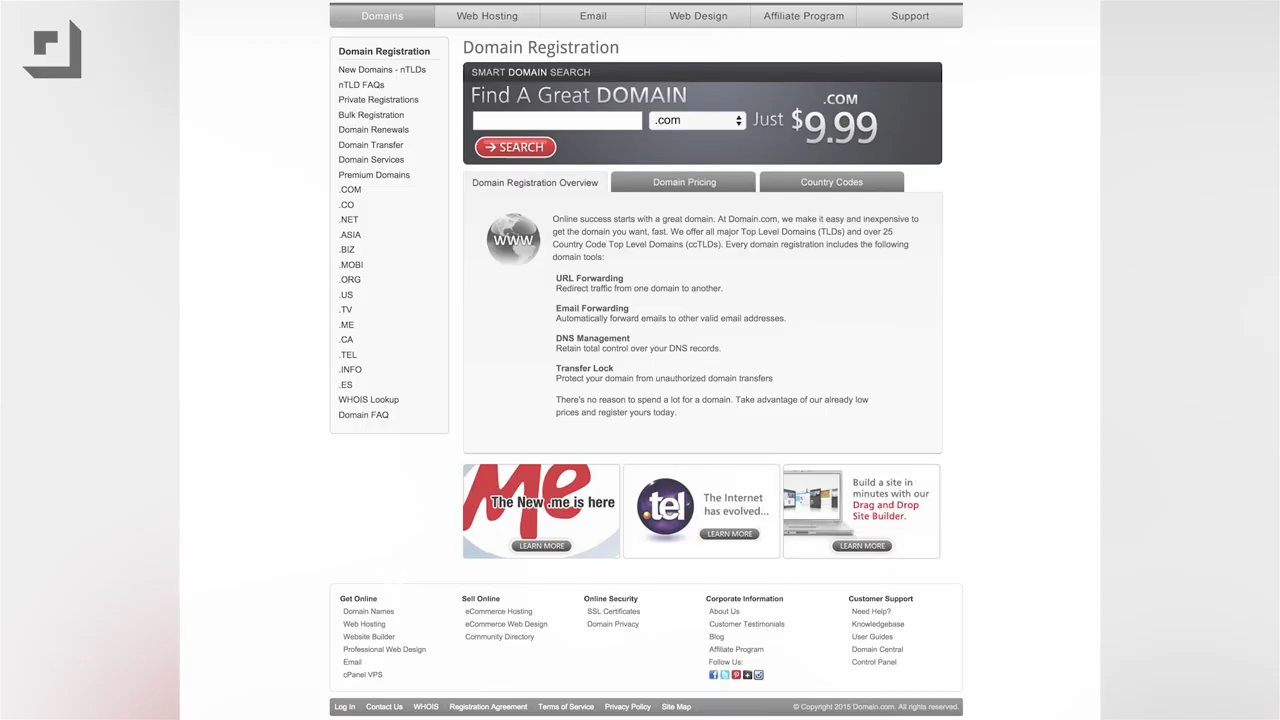 Domains
Web Hosting
Email
Web Design
Affiliate Program
Support
Domain Registration
New Domains - nTLDs
nTLD FAQs
Private Registrations
Bulk Registration
Domain Renewals
Domain Transfer
Domain Services
Premium Domains
.COM
.CO
.NET
.ASIA
.BIZ
.MOBI
.ORG
.US
.TV
.ME
.CA
.TEL
.INFO
.ES
WHOIS Lookup
Domain FAQ
Domain Registration
SMART DOMAIN SEARCH
Find A Great DOMAIN
.com
Just
.COM
$9.99
SEARCH
Domain Registration Overview
Domain Pricing
Country Codes
WWW
Online success starts with a great domain. At Domain.com, we make it easy and inexpensive to
get the domain you want, fast. We offer all major Top Level Domains (TLDs) and over 25
Country Code Top Level Domains (ccTLDs). Every domain registration includes the following
domain tools:
URL Forwarding
Redirect traffic from one domain to another.
Email Forwarding
Automatically forward emails to other valid email addresses.
DNS Management
Retain total control over your DNS records.
Transfer Lock
Protect your domain from unauthorized domain transfers
There's no reason to spend a lot for a domain. Take advantage of our already low
prices and register yours today.
Me
The New .me is here
LEARN MORE
.tel
The Internet
has evolved...
LEARN MORE
Build a site in
minutes with our
Drag and Drop
Site Builder.
LEARN MORE
Get Online
Domain Names
Web Hosting
Website Builder
Professional Web Design
Email
cPanel VPS
Sell Online
eCommerce Hosting
eCommerce Web Design
Community Directory
Online Security
SSL Certificates
Domain Privacy
Corporate Information
About Us
Customer Testimonials
Blog
Affiliate Program
Follow Us:
Customer Support
Need Help?
Knowledgebase
User Guides
Domain Central
Control Panel
Log In
Contact Us
WHOIS
Registration Agreement
Terms of Service
Privacy Policy
Site Map
© Copyright 2015 Domain.com. All rights reserved.